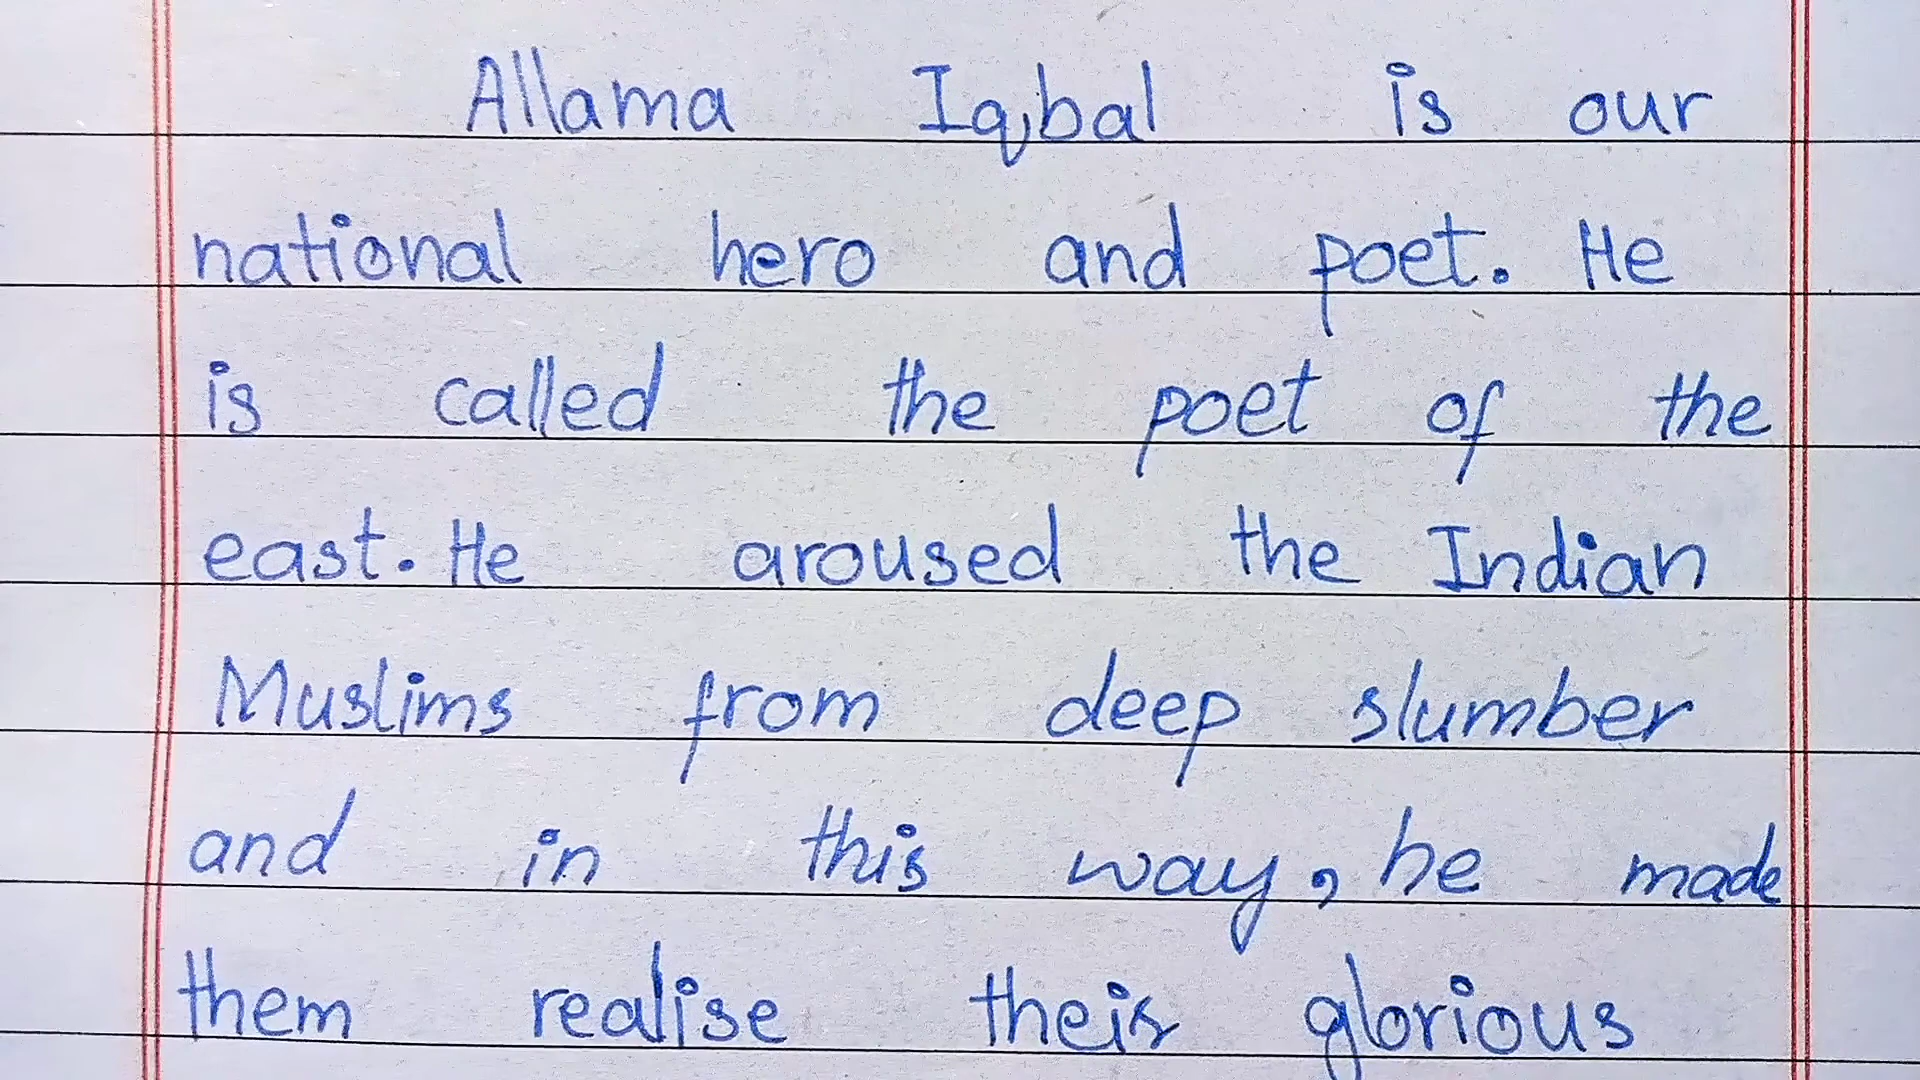 Allama Iqbal is our
national hero and poet. He
is called the poet of the
east. He aroused the Indian
Muslims from deep slumber
and in this way, he made
them realise their glorious